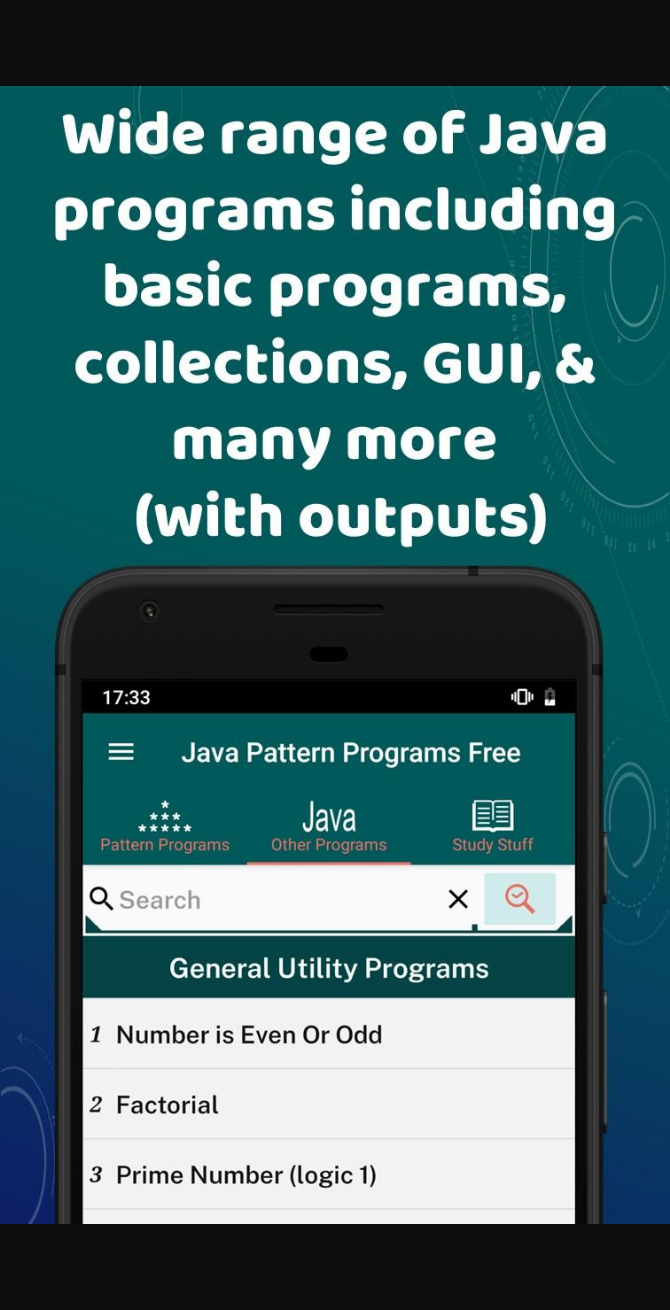 Wide range of Java
programs including
basic programs,
collections, GUI, &
many more
(with outputs)
17:33
Java Pattern Programs Free
Pattern Programs
Java
Other Programs
Study Stuff
Search
General Utility Programs
1 Number is Even Or Odd
2 Factorial
3 Prime Number (logic 1)